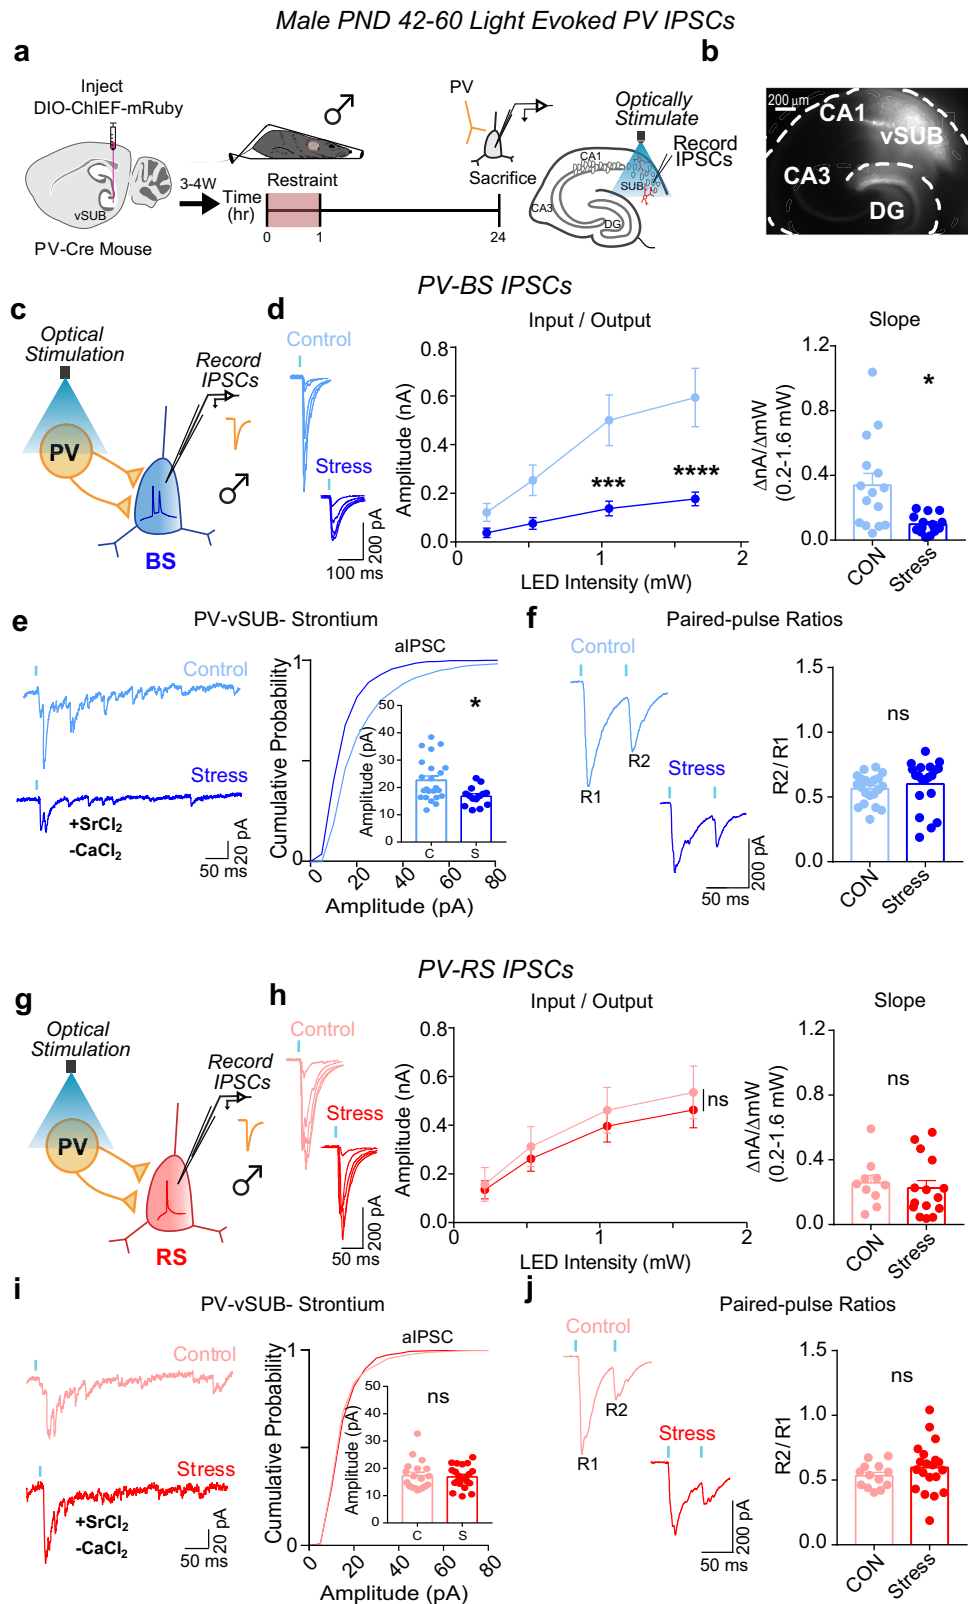 Male PND 42-60 Light Evoked PV IPSCs
a
Inject
DIO-ChIEF-mRuby
vSUB
PV-Cre Mouse
3-4W
Restraint
Time
(hr)
0
1
24
Sacrifice
PV
Optically
Stimulate
Record
IPSCs
CA1
SUB
CA3
DG
b
200 µm
CA1
vSUB
CA3
DG
PV-BS IPSCs
c
Optical
Stimulation
Record
IPSCs
PV
BS
d
Control
Stress
200 pA
100 ms
Input / Output
Amplitude (nA)
0.8
0.6
0.4
0.2
0.0
0
1
2
***
****
LED Intensity (mW)
Slope
ΔnA/ΔmW
(0.2-1.6 mW)
1.2
0.8
0.4
0.0
*
CON
Stress
e
PV-vSUB- Strontium
Control
Stress
+SrCl2
-CaCl2
20 pA
50 ms
aIPSC
Cumulative Probability
1
0
0
20
40
60
80
Amplitude (pA)
Amplitude (pA)
50
40
30
20
10
0
*
C
S
f
Paired-pulse Ratios
Control
R1
R2
Stress
200 pA
50 ms
R2/ R1
1.5
1.0
0.5
0.0
ns
CON
Stress
PV-RS IPSCs
g
Optical
Stimulation
Record
IPSCs
PV
RS
h
Control
Stress
200 pA
50 ms
Input / Output
Amplitude (nA)
0.8
0.6
0.4
0.2
0.0
0
1
2
ns
LED Intensity (mW)
Slope
ΔnA/ΔmW
(0.2-1.6 mW)
1.2
0.8
0.4
0.0
ns
CON
Stress
i
PV-vSUB- Strontium
Control
Stress
+SrCl2
-CaCl2
20 pA
50 ms
aIPSC
Cumulative Probability
1
0
0
20
40
60
80
Amplitude (pA)
Amplitude (pA)
50
40
30
20
10
0
ns
C
S
j
Paired-pulse Ratios
Control
R1
R2
Stress
200 pA
50 ms
R2/ R1
1.5
1.0
0.5
0.0
ns
CON
Stress